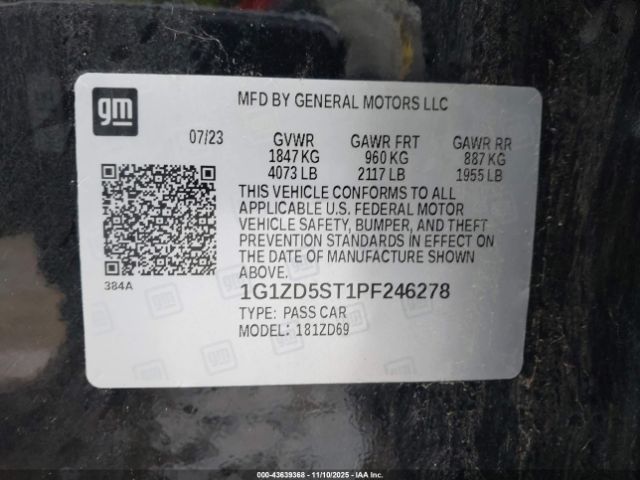 gm
MFD BY GENERAL MOTORS LLC
07/23 GVWR GAWR FRT GAWR RR
1847 KG 960 KG 887 KG
4073 LB 2117 LB 1955 LB
THIS VEHICLE CONFORMS TO ALL
APPLICABLE U.S. FEDERAL MOTOR
VEHICLE SAFETY, BUMPER, AND THEFT
PREVENTION STANDARDS IN EFFECT ON
THE DATE OF MANUFACTURE SHOWN
ABOVE.
384A
1G1ZD5ST1PF246278
TYPE: PASS CAR
MODEL: 181ZD69
000-43639368 - 11/10/2025 - IAAI.COM